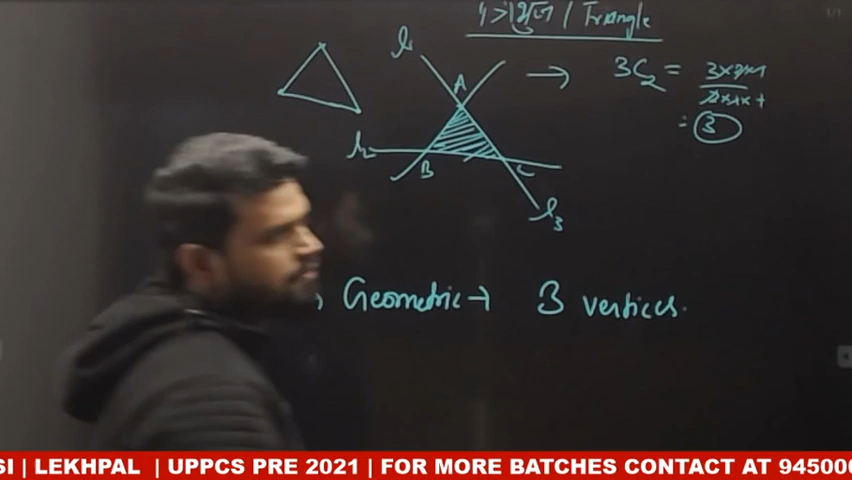 त्रिभुज / Triangle
l₁
A
→ 3C₂ = 3×2×1
2×1×1
= 3
l₂
B
C
l₃
Geometric → 3 vertices.
SI | LEKHPAL | UPPCS PRE 2021 | FOR MORE BATCHES CONTACT AT 945000